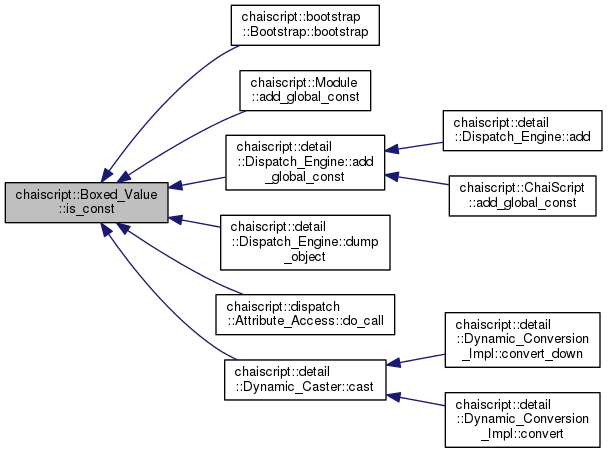 chaiscript::bootstrap
::Bootstrap::bootstrap
chaiscript::Module
::add_global_const
chaiscript::detail
::Dispatch_Engine::add
_global_const
chaiscript::detail
::Dispatch_Engine::add
chaiscript::ChaiScript
::add_global_const
chaiscript::Boxed_Value
::is_const
chaiscript::detail
::Dispatch_Engine::dump
_object
chaiscript::dispatch
::Attribute_Access::do_call
chaiscript::detail
::Dynamic_Caster::cast
chaiscript::detail
::Dynamic_Conversion
_Impl::convert_down
chaiscript::detail
::Dynamic_Conversion
_Impl::convert